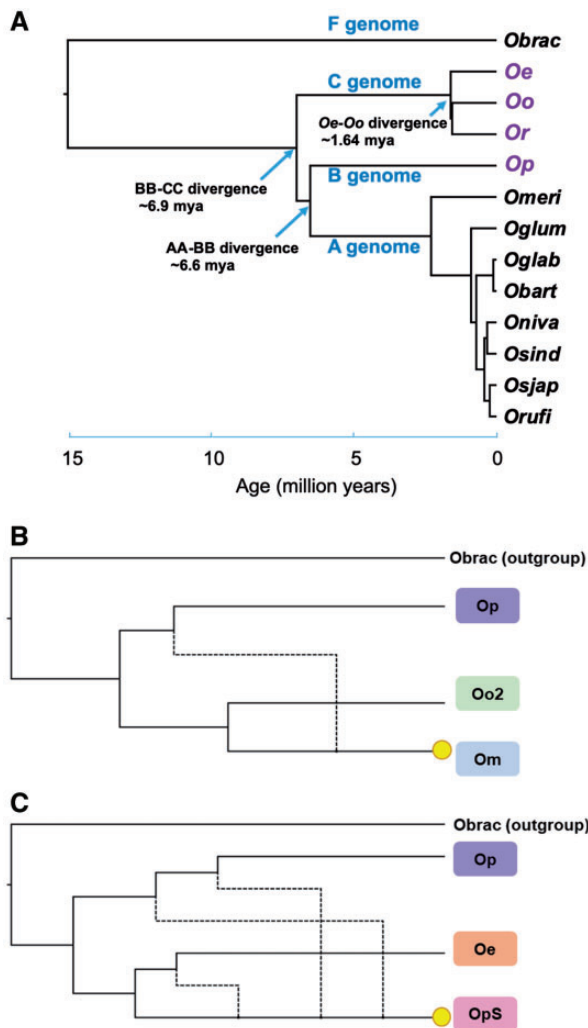 A
F genome
Obrac
C genome
Oe
Oe-Oo divergence
~1.64 mya
Oo
Or
BB-CC divergence
~6.9 mya
B genome
Op
AA-BB divergence
~6.6 mya
A genome
Omeri
Oglum
Oglab
Obart
Oniva
Osind
Osjap
Orufi
15 10 5 0
Age (million years)
B
Obrac (outgroup)
Op
Oo2
Om
C
Obrac (outgroup)
Op
Oe
OpS